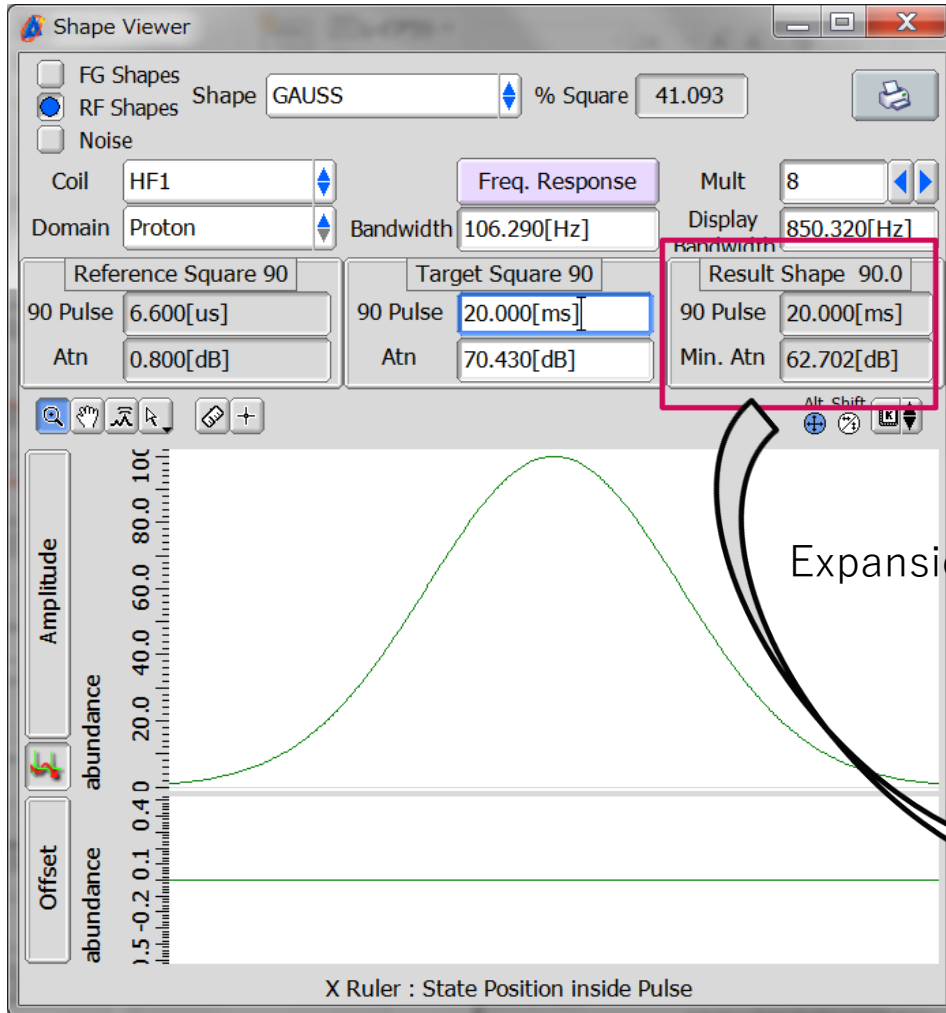 Shape Viewer
FG Shapes
RF Shapes
Noise
Shape GAUSS % Square 41.093
Coil HF1 Freq. Response Mult 8
Domain Proton Bandwidth 106.290[Hz] Display Bandwidth 850.320[Hz]
Reference Square 90 Target Square 90 Result Shape 90.0
90 Pulse 6.600[us] 90 Pulse 20.000[ms] 90 Pulse 20.000[ms]
Atn 0.800[dB] Atn 70.430[dB] Min. Atn 62.702[dB]
Alt Shift
K
Amplitude
abundance
100
80.0
60.0
40.0
20.0
0
Expansi
Offset
abundance
0.4
0.1
-0.2
X Ruler : State Position inside Pulse